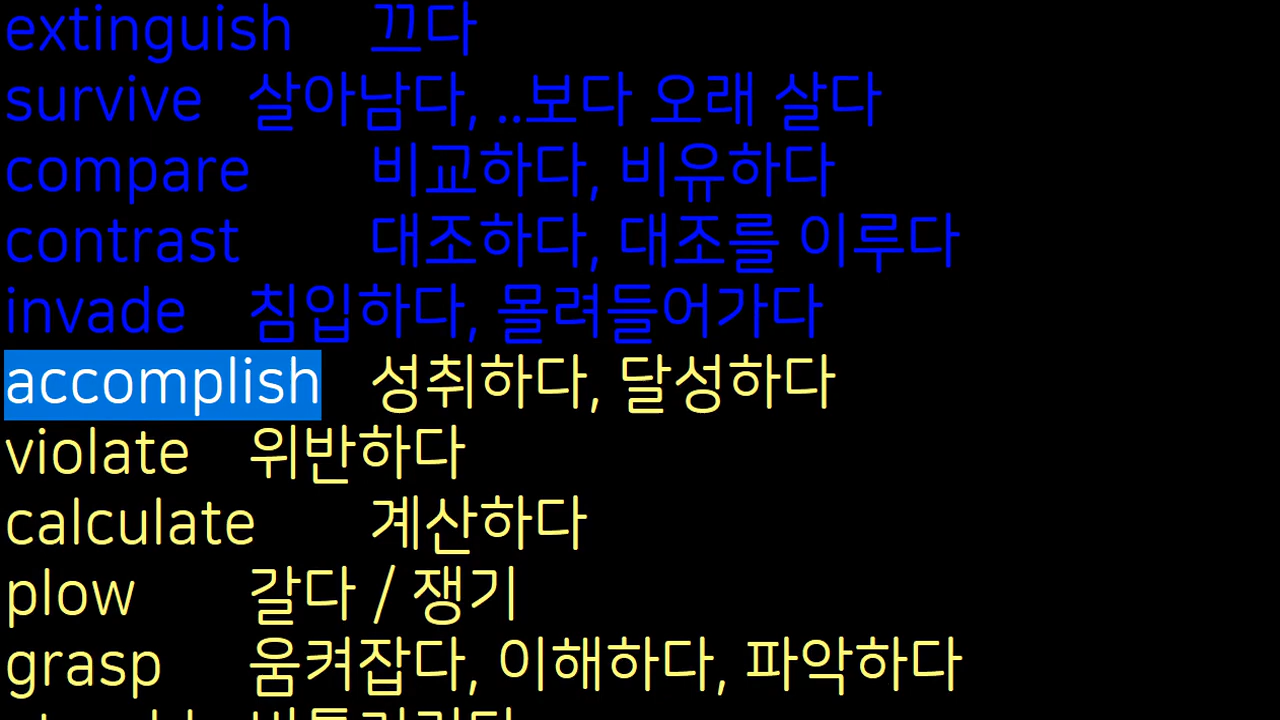 extinguish 끄다
survive 살아남다, ..보다 오래 살다
compare 비교하다, 비유하다
contrast 대조하다, 대조를 이루다
invade 침입하다, 몰려들어가다
accomplish 성취하다, 달성하다
violate 위반하다
calculate 계산하다
plow 갈다 / 쟁기
grasp 움켜잡다, 이해하다, 파악하다